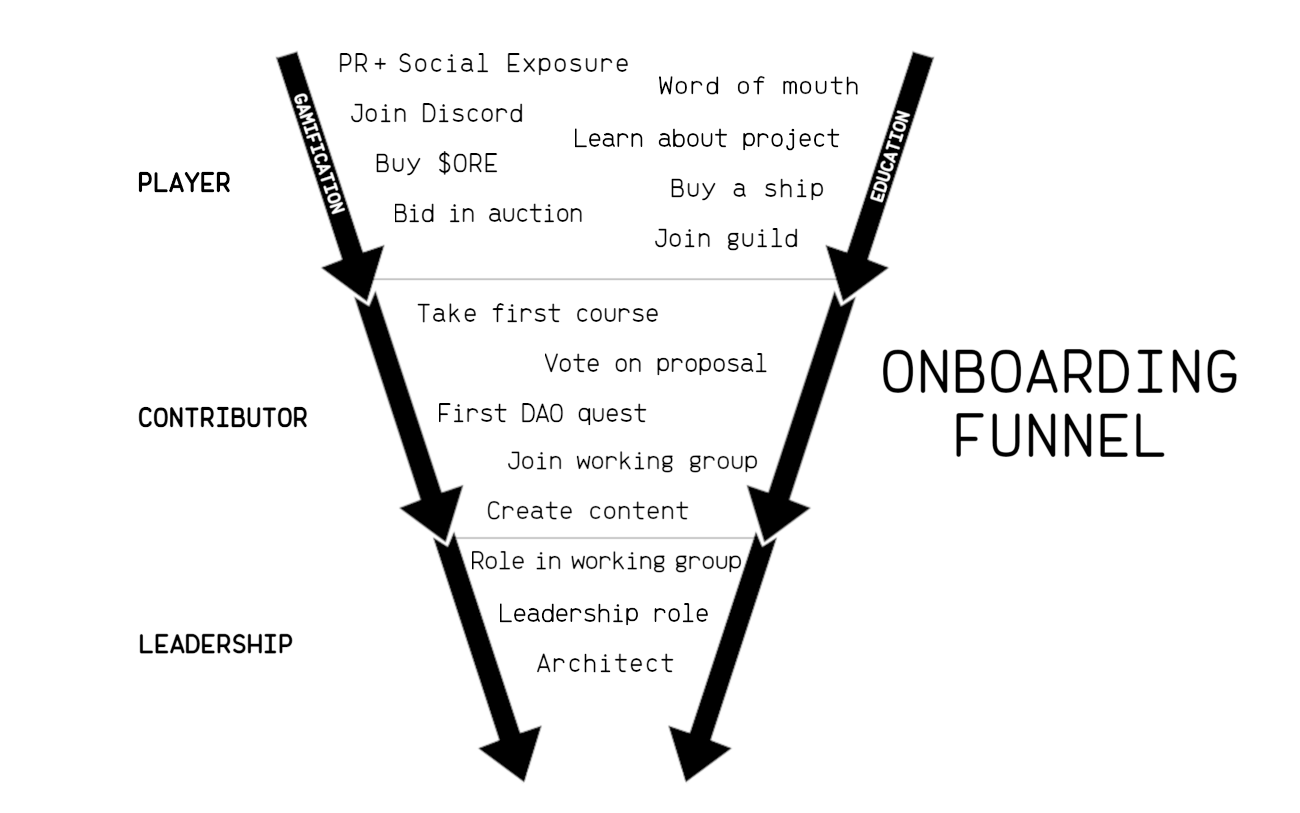 PR+ Social Exposure
Word of mouth
GAMIFICATION
Join Discord
EDUCATION
Learn about project
Buy $ORE
PLAYER
Buy a ship
Bid in auction
Join guild
Take first course
Vote on proposal
ONBOARDING
FUNNEL
CONTRIBUTOR
First DAO quest
Join working group
Create content
Role in working group
Leadership role
LEADERSHIP
Architect